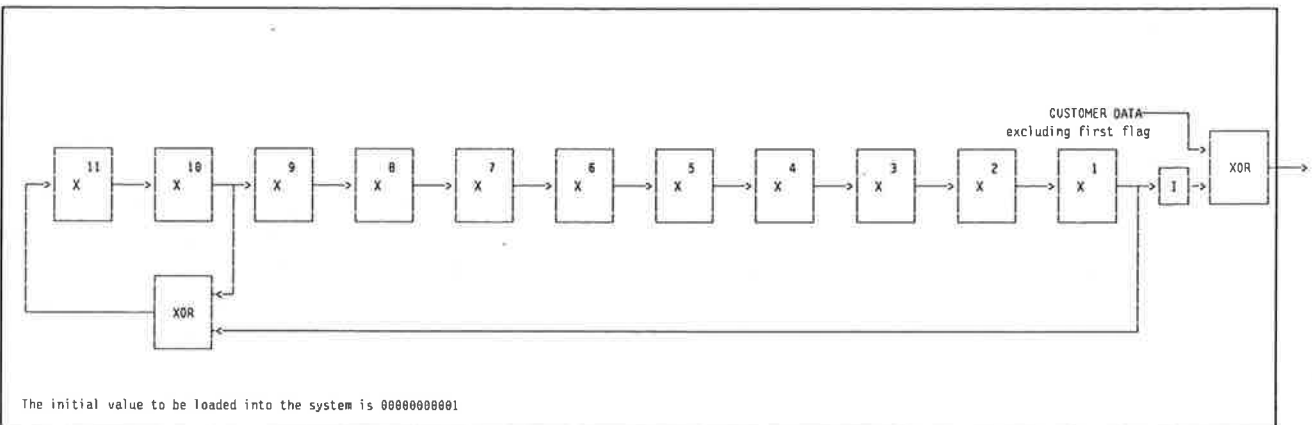 CUSTOMER DATA
excluding first flag
X 11
X 10
X 9
X 8
X 7
X 6
X 5
X 4
X 3
X 2
X 1
I
XOR
XOR
The initial value to be loaded into the system is 00000000001